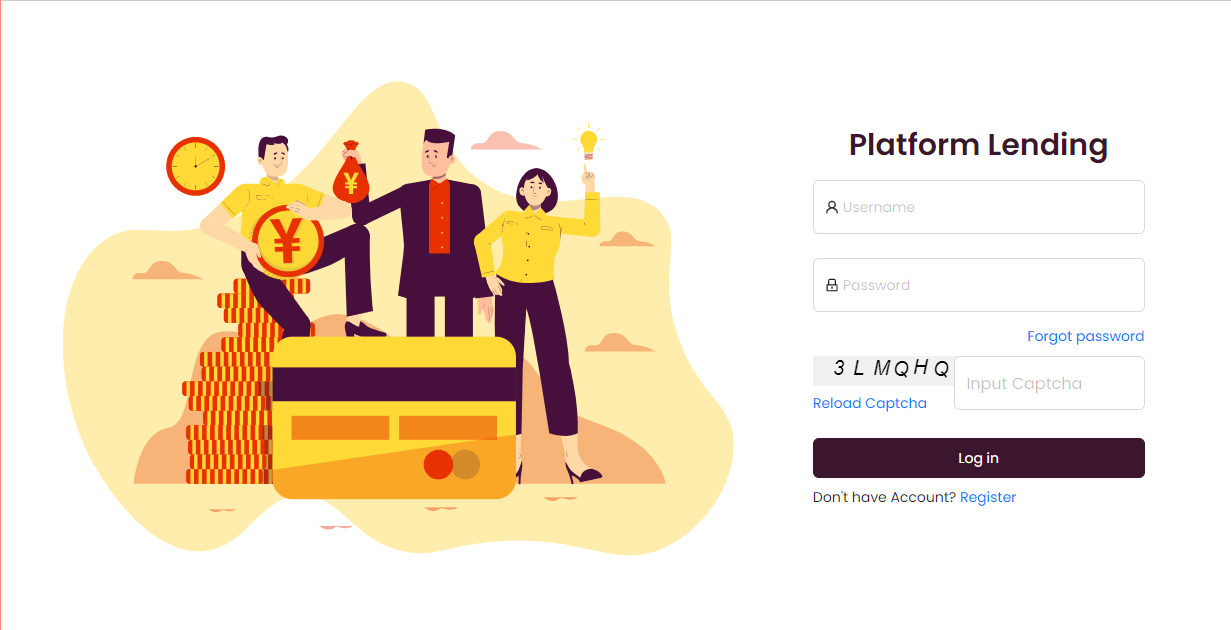 ¥
¥
Platform Lending
Username
Password
Forgot password
3 L M Q H Q
Input Captcha
Reload Captcha
Log in
Don't have Account? Register